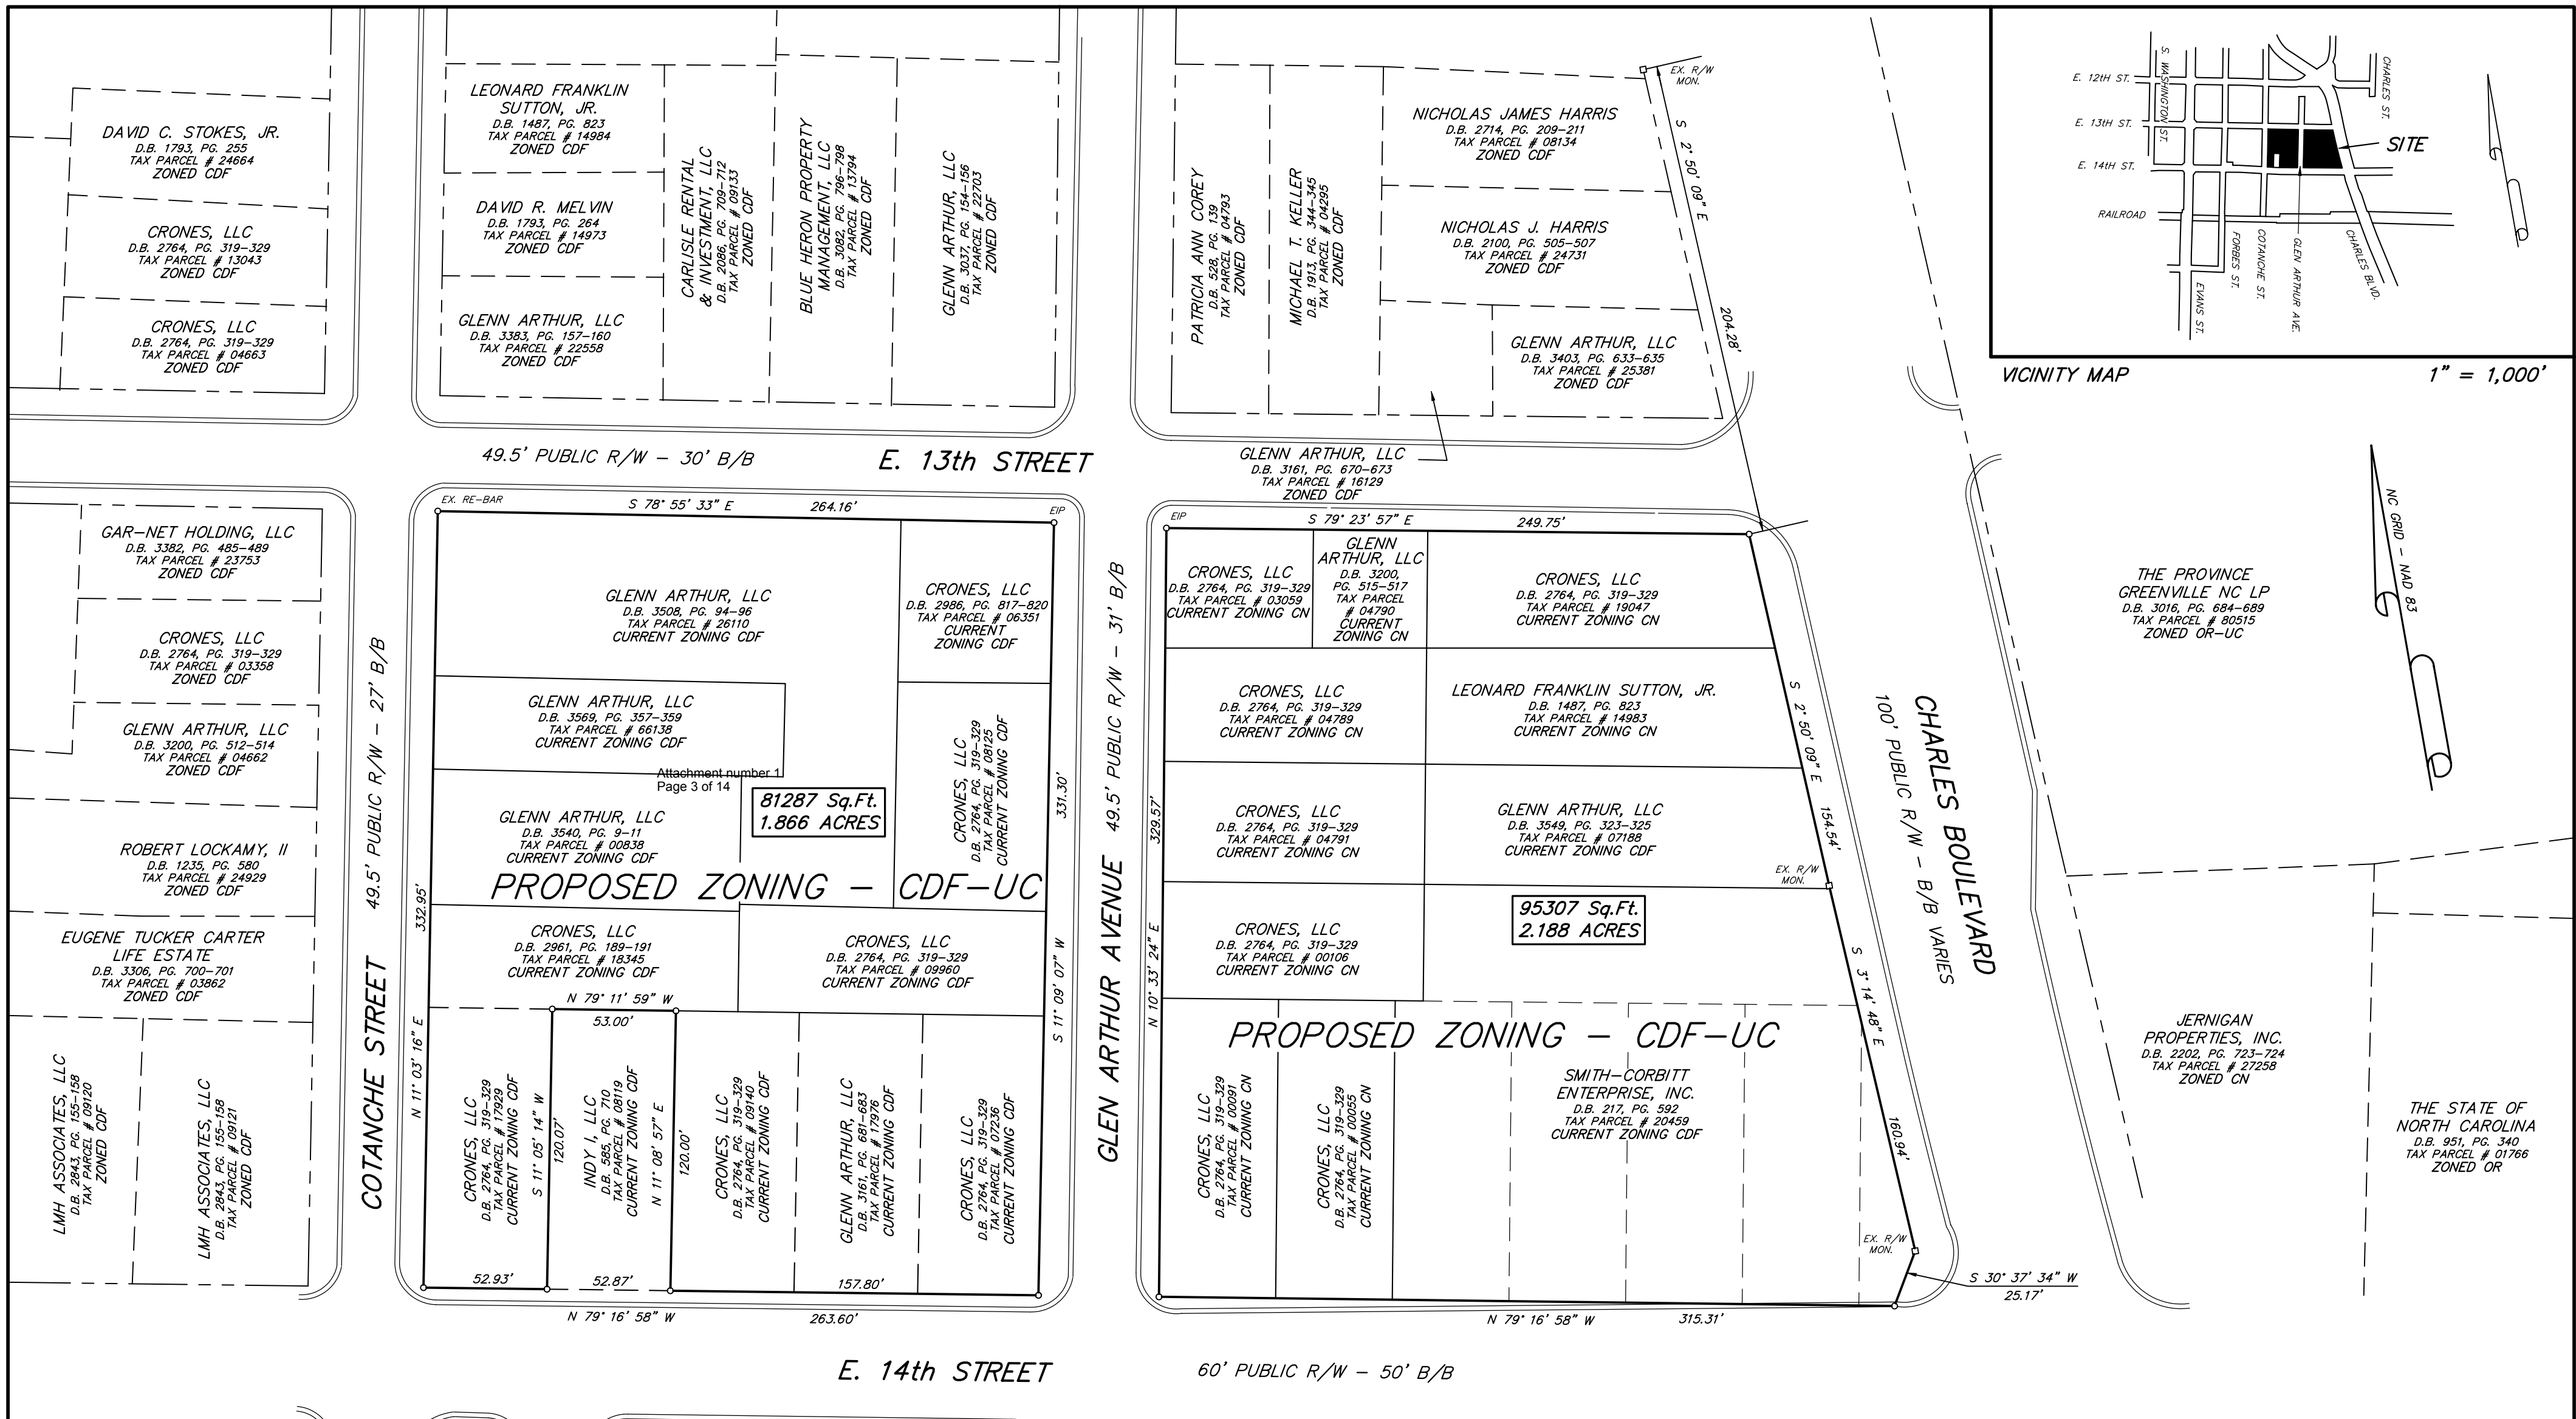 DAVID C. STOKES, JR.
D.B. 1793, PG. 255
TAX PARCEL # 24664
ZONED CDF
CRONES, LLC
D.B. 2764, PG. 319-329
TAX PARCEL # 13043
ZONED CDF
CRONES, LLC
D.B. 2764, PG. 319-329
TAX PARCEL # 04663
ZONED CDF
LEONARD FRANKLIN
SUTTON, JR.
D.B. 1487, PG. 823
TAX PARCEL # 14984
ZONED CDF
DAVID R. MELVIN
D.B. 1793, PG. 264
TAX PARCEL # 14973
ZONED CDF
GLENN ARTHUR, LLC
D.B. 3383, PG. 157-160
TAX PARCEL # 22558
ZONED CDF
CARLISLE RENTAL
& INVESTMENT, LLC
D.B. 2086, PG. 709-712
TAX PARCEL # 09133
ZONED CDF
BLUE HERON PROPERTY
MANAGEMENT, LLC
D.B. 3082, PG. 796-798
TAX PARCEL # 13794
ZONED CDF
GLENN ARTHUR, LLC
D.B. 3037, PG. 154-156
TAX PARCEL # 22703
ZONED CDF
PATRICIA ANN COREY
D.B. 528, PG. 139
TAX PARCEL # 04793
ZONED CDF
MICHAEL T. KELLER
D.B. 1913, PG. 344-345
TAX PARCEL # 04295
ZONED CDF
NICHOLAS JAMES HARRIS
D.B. 2714, PG. 209-211
TAX PARCEL # 08134
ZONED CDF
NICHOLAS J. HARRIS
D.B. 2100, PG. 505-507
TAX PARCEL # 24731
ZONED CDF
GLENN ARTHUR, LLC
D.B. 3403, PG. 633-635
TAX PARCEL # 25381
ZONED CDF
EX. R/W
MON.
S 2° 50' 09" E
204.28'
E. 12TH ST.
E. 13TH ST.
E. 14TH ST.
RAILROAD
S. WASHINGTON ST.
CHARLES ST.
SITE
FORBES ST.
COTANCHE ST.
GLEN ARTHUR AVE.
CHARLES BLVD.
EVANS ST.
VICINITY MAP
1" = 1,000'
49.5' PUBLIC R/W - 30' B/B
E. 13th STREET
GLENN ARTHUR, LLC
D.B. 3161, PG. 670-673
TAX PARCEL # 16129
ZONED CDF
GAR-NET HOLDING, LLC
D.B. 3382, PG. 485-489
TAX PARCEL # 23753
ZONED CDF
CRONES, LLC
D.B. 2764, PG. 319-329
TAX PARCEL # 03358
ZONED CDF
GLENN ARTHUR, LLC
D.B. 3200, PG. 512-514
TAX PARCEL # 04662
ZONED CDF
ROBERT LOCKAMY, II
D.B. 1235, PG. 580
TAX PARCEL # 24929
ZONED CDF
EUGENE TUCKER CARTER
LIFE ESTATE
D.B. 3306, PG. 700-701
TAX PARCEL # 03862
ZONED CDF
LMH ASSOCIATES, LLC
D.B. 2843, PG. 155-158
TAX PARCEL # 09120
ZONED CDF
LMH ASSOCIATES, LLC
D.B. 2843, PG. 155-158
TAX PARCEL # 09121
ZONED CDF
COTANCHE STREET 49.5' PUBLIC R/W - 27' B/B
EX. RE-BAR
S 78° 55' 33" E 264.16'
EIP
GLENN ARTHUR, LLC
D.B. 3508, PG. 94-96
TAX PARCEL # 26110
CURRENT ZONING CDF
CRONES, LLC
D.B. 2986, PG. 817-820
TAX PARCEL # 06351
CURRENT
ZONING CDF
GLENN ARTHUR, LLC
D.B. 3569, PG. 357-359
TAX PARCEL # 66138
CURRENT ZONING CDF
Attachment number 1
Page 3 of 14
81287 Sq.Ft.
1.866 ACRES
GLENN ARTHUR, LLC
D.B. 3540, PG. 9-11
TAX PARCEL # 00838
CURRENT ZONING CDF
CRONES, LLC
D.B. 2764, PG. 319-329
TAX PARCEL # 08125
CURRENT ZONING CDF
331.30'
332.95'
PROPOSED ZONING - CDF-UC
CRONES, LLC
D.B. 2961, PG. 189-191
TAX PARCEL # 18345
CURRENT ZONING CDF
CRONES, LLC
D.B. 2764, PG. 319-329
TAX PARCEL # 09960
CURRENT ZONING CDF
S 11° 09' 07" W
N 11° 03' 16" E
N 79° 11' 59" W
53.00'
CRONES, LLC
D.B. 2764, PG. 319-329
TAX PARCEL # 17929
CURRENT ZONING CDF
S 11° 05' 14" W
120.07'
INDY I, LLC
D.B. 585, PG. 710
TAX PARCEL # 08119
CURRENT ZONING CDF
N 11° 08' 57" E
120.00'
CRONES, LLC
D.B. 2764, PG. 319-329
TAX PARCEL # 09140
CURRENT ZONING CDF
GLENN ARTHUR, LLC
D.B. 3161, PG. 681-683
TAX PARCEL # 17976
CURRENT ZONING CDF
CRONES, LLC
D.B. 2764, PG. 319-329
TAX PARCEL # 07236
CURRENT ZONING CDF
52.93'
52.87'
157.80'
N 79° 16' 58" W 263.60'
GLEN ARTHUR AVENUE 49.5' PUBLIC R/W - 31' B/B
EIP
S 79° 23' 57" E 249.75'
CRONES, LLC
D.B. 2764, PG. 319-329
TAX PARCEL # 03059
CURRENT ZONING CN
GLENN
ARTHUR, LLC
D.B. 3200,
PG. 515-517
TAX PARCEL
# 04790
CURRENT
ZONING CN
CRONES, LLC
D.B. 2764, PG. 319-329
TAX PARCEL # 19047
CURRENT ZONING CN
CRONES, LLC
D.B. 2764, PG. 319-329
TAX PARCEL # 04789
CURRENT ZONING CN
LEONARD FRANKLIN SUTTON, JR.
D.B. 1487, PG. 823
TAX PARCEL # 14983
CURRENT ZONING CN
S 2° 50' 09" E
154.54'
329.57'
CRONES, LLC
D.B. 2764, PG. 319-329
TAX PARCEL # 04791
CURRENT ZONING CN
GLENN ARTHUR, LLC
D.B. 3549, PG. 323-325
TAX PARCEL # 07188
CURRENT ZONING CDF
EX. R/W
MON.
N 10° 33' 24" E
CRONES, LLC
D.B. 2764, PG. 319-329
TAX PARCEL # 00106
CURRENT ZONING CN
95307 Sq.Ft.
2.188 ACRES
S 3° 14' 48" E
160.94'
PROPOSED ZONING - CDF-UC
CRONES, LLC
D.B. 2764, PG. 319-329
TAX PARCEL # 00091
CURRENT ZONING CN
CRONES, LLC
D.B. 2764, PG. 319-329
TAX PARCEL # 00055
CURRENT ZONING CN
SMITH-CORBITT
ENTERPRISE, INC.
D.B. 217, PG. 592
TAX PARCEL # 20459
CURRENT ZONING CDF
EX. R/W
MON.
S 30° 37' 34" W
25.17'
N 79° 16' 58" W 315.31'
CHARLES BOULEVARD
100' PUBLIC R/W - B/B VARIES
THE PROVINCE
GREENVILLE NC LP
D.B. 3016, PG. 684-689
TAX PARCEL # 80515
ZONED OR-UC
NC GRID - NAD 83
JERNIGAN
PROPERTIES, INC.
D.B. 2202, PG. 723-724
TAX PARCEL # 27258
ZONED CN
THE STATE OF
NORTH CAROLINA
D.B. 951, PG. 340
TAX PARCEL # 01766
ZONED OR
E. 14th STREET
60' PUBLIC R/W - 50' B/B